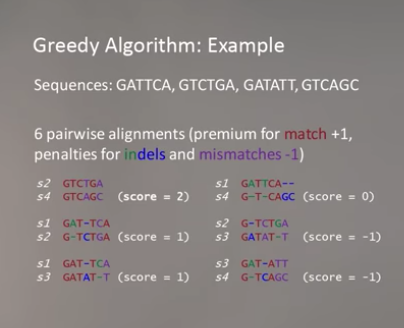 Greedy Algorithm: Example
Sequences: GATTCA, GTCTGA, GATATT, GTCAGC
6 pairwise alignments (premium for match +1,
penalties for indels and mismatches -1)
s2 GTCTGA
s4 GTCAGC (score = 2)
s1 GAT-TCA
s2 G-TCTGA (score = 1)
s1 GAT-TCA
s3 GATAT-T (score = 1)
s1 GATTCA--
s4 G-T-CAGC (score = 0)
s2 G-TCTGA
s3 GATAT-T (score = -1)
s3 GAT-ATT
s4 G-TCAGC (score = -1)